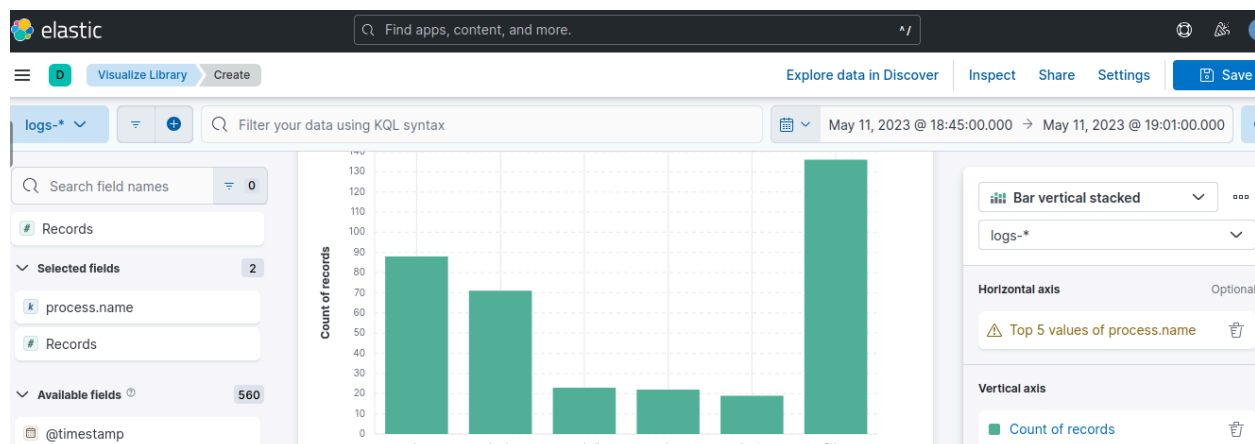 elastic
Find apps, content, and more.
^/
D
Visualize Library
Create
Explore data in Discover
Inspect
Share
Settings
Save
logs-*
Filter your data using KQL syntax
May 11, 2023 @ 18:45:00.000 → May 11, 2023 @ 19:01:00.000
Search field names
0
# Records
Selected fields
2
k process.name
# Records
Available fields
560
@timestamp
140
130
120
110
100
90
80
70
60
50
40
30
20
10
0
Count of records
Bar vertical stacked
logs-*
Horizontal axis
Optional
Top 5 values of process.name
Vertical axis
Count of records